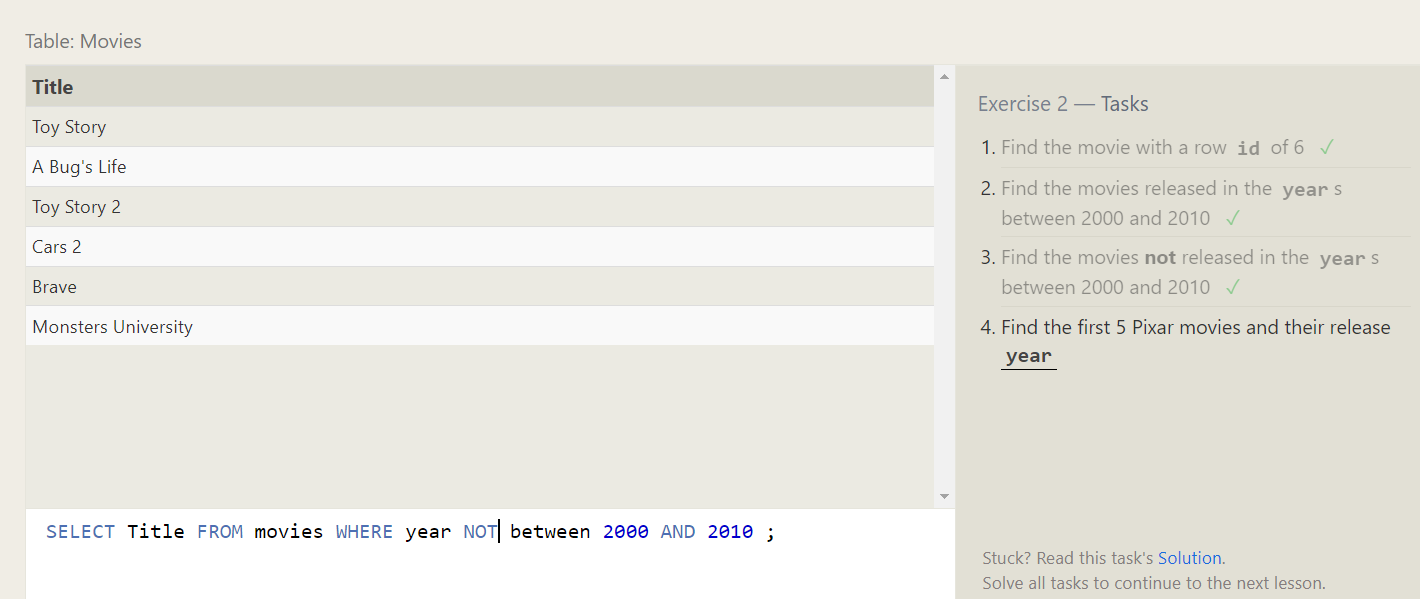 Table: Movies
Title
Toy Story
A Bug's Life
Toy Story 2
Cars 2
Brave
Monsters University
SELECT Title FROM movies WHERE year NOT between 2000 AND 2010 ;
Exercise 2 — Tasks
1. Find the movie with a row id of 6 ✓
2. Find the movies released in the year s
between 2000 and 2010 ✓
3. Find the movies not released in the year s
between 2000 and 2010 ✓
4. Find the first 5 Pixar movies and their release
year
Stuck? Read this task's Solution.
Solve all tasks to continue to the next lesson.